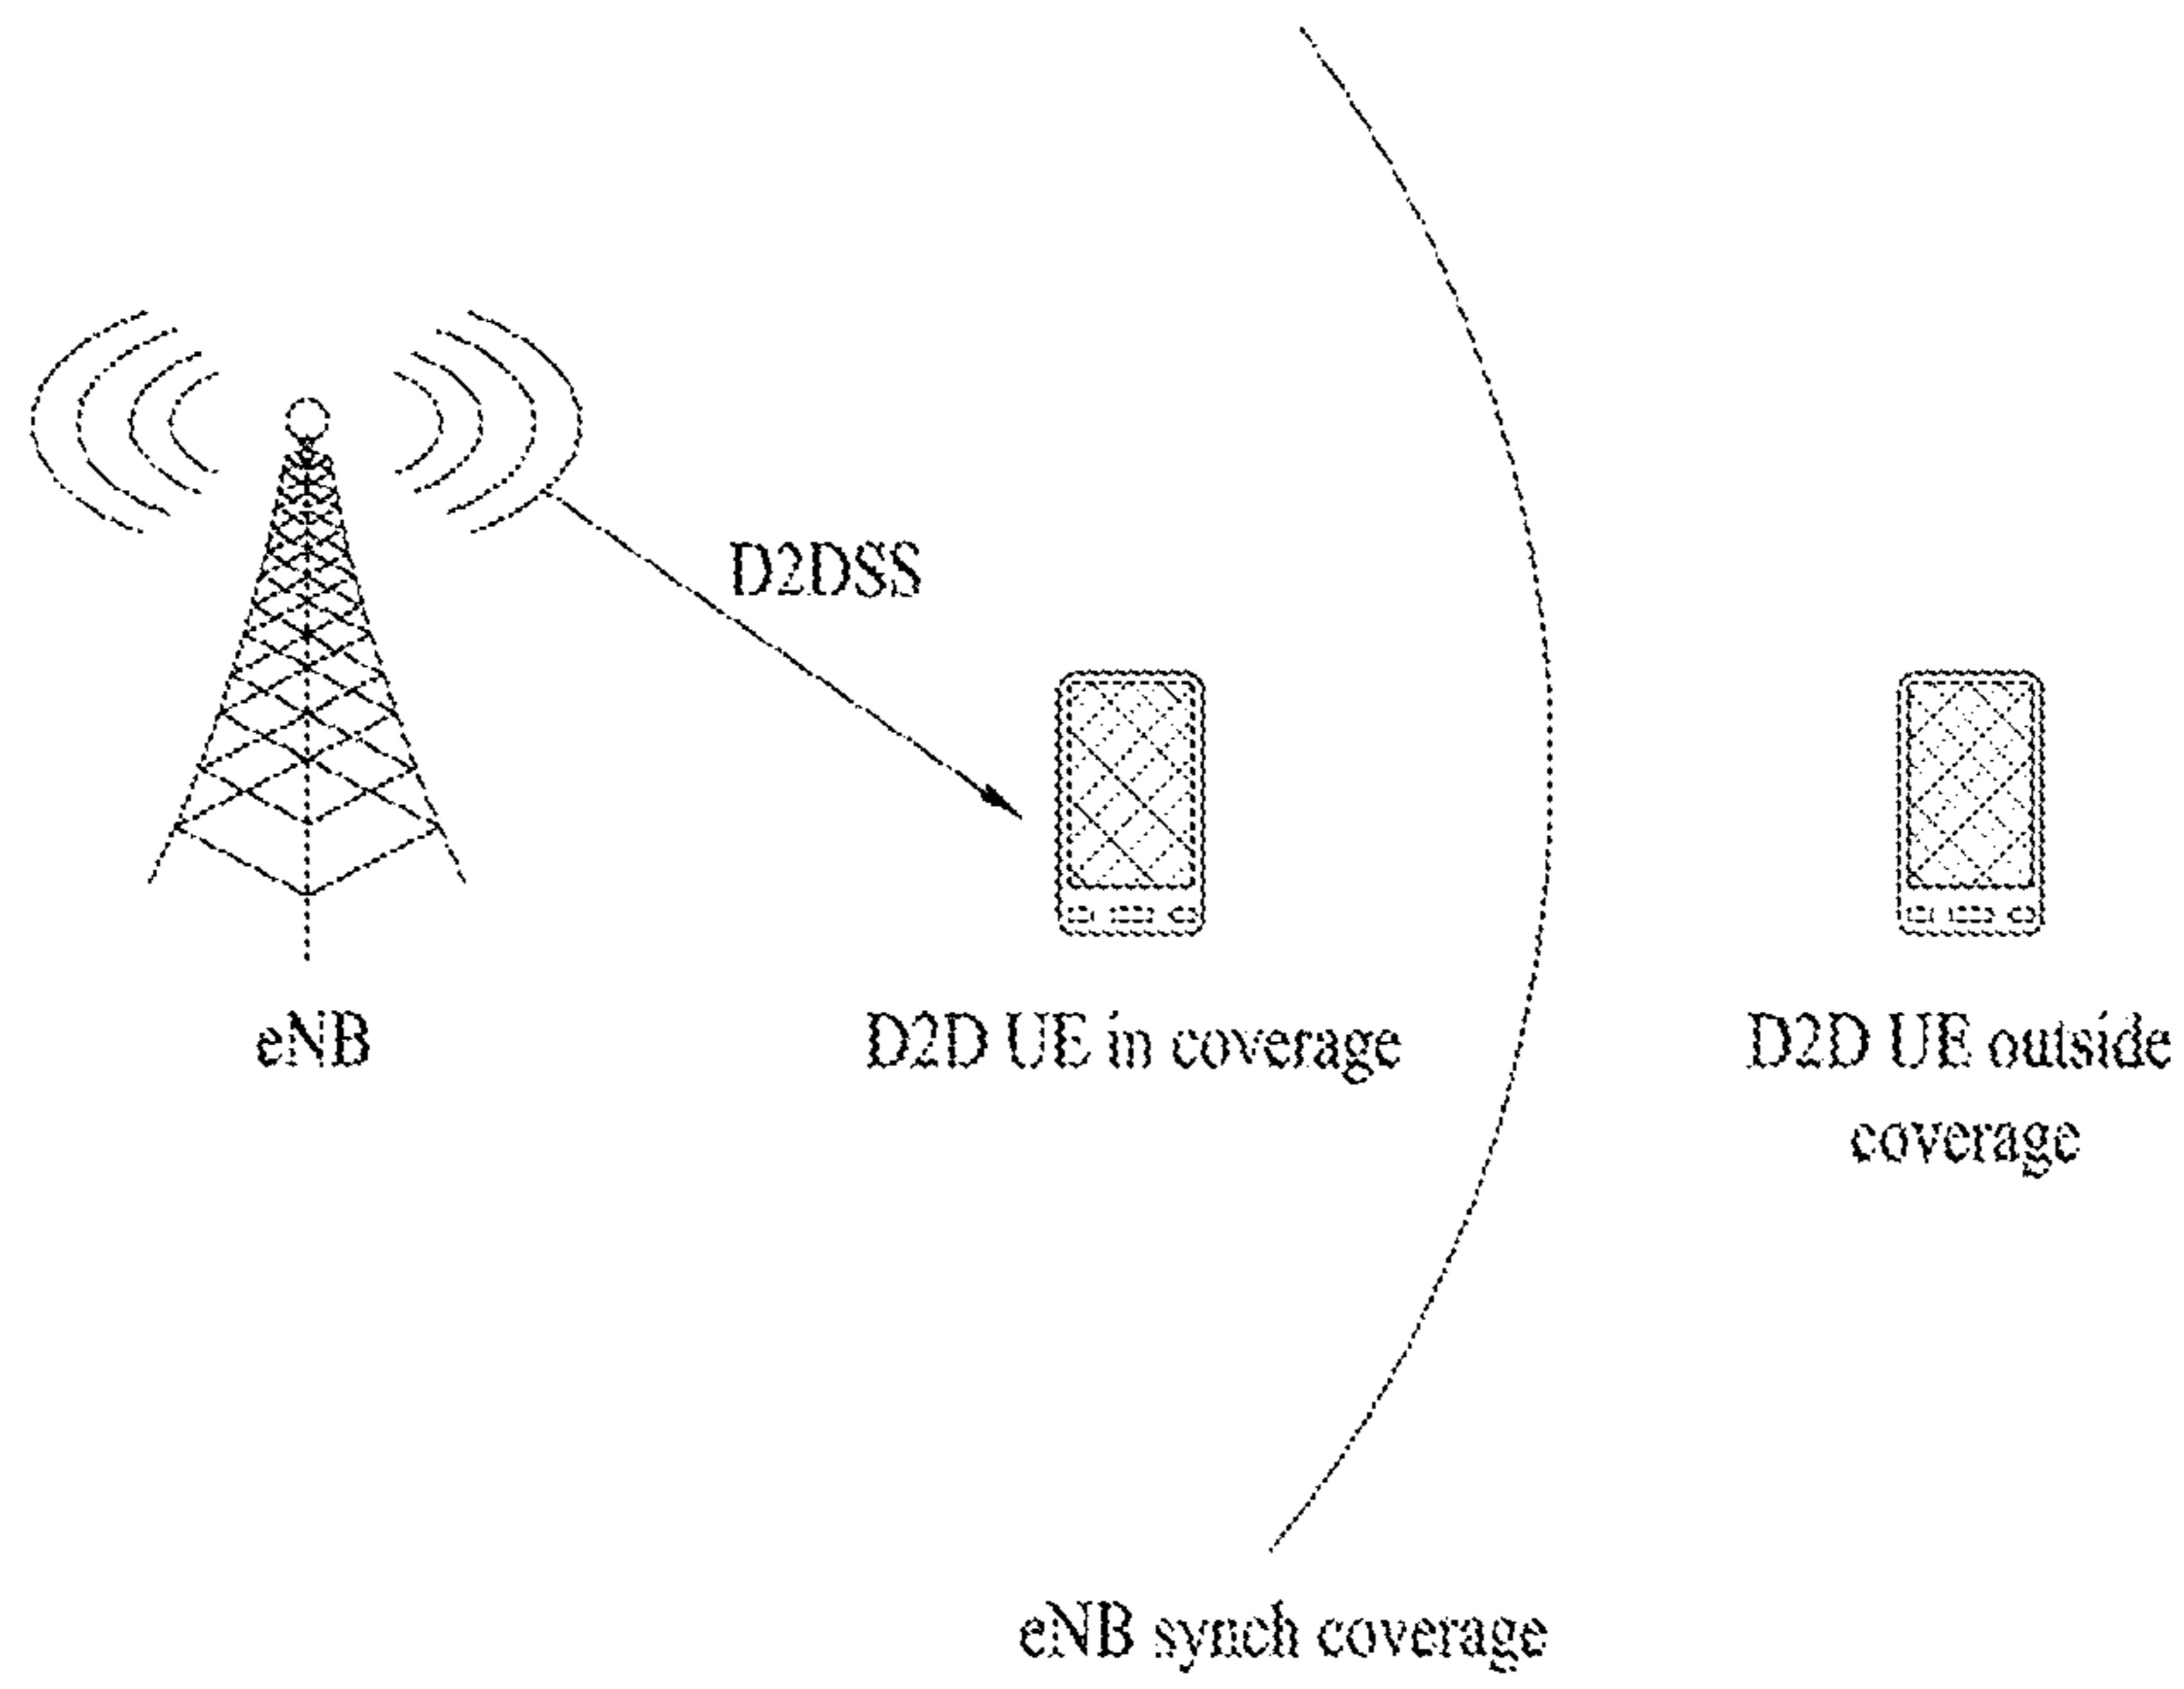 D2DSS
eNB
D2D UE in coverage
D2D UE outside
coverage
eNB synch coverage